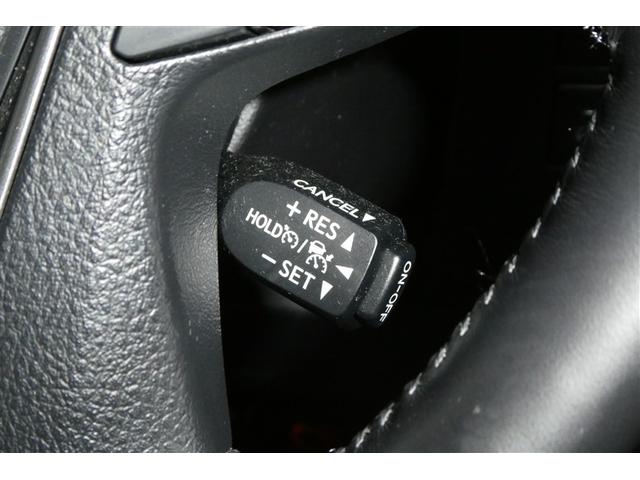 CANCEL
+ RES
HOLD /
- SET
ON-OFF